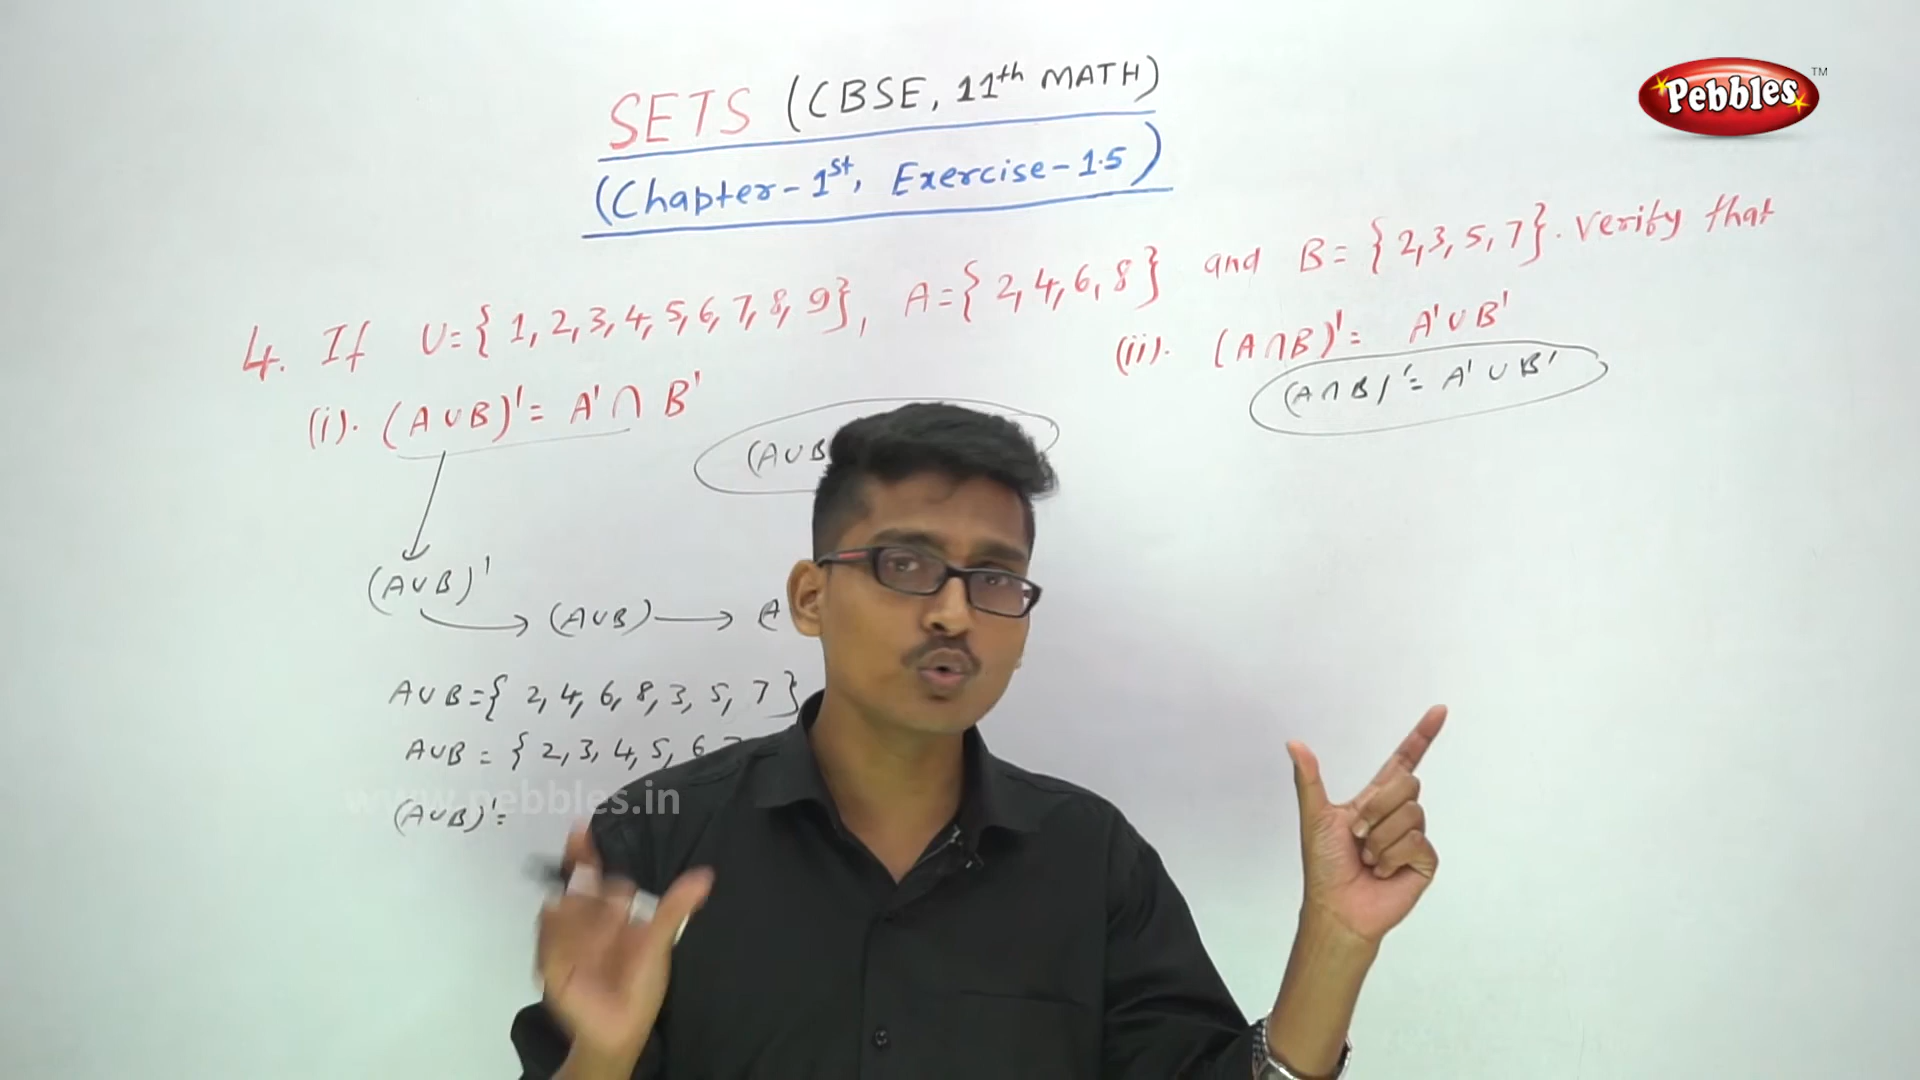 SETS (CBSE, 11th MATH)
Pebbles TM
(Chapter-1st, Exercise-1.5)
4. If U={1,2,3,4,5,6,7,8,9}, A={2,4,6,8} and B={2,3,5,7}. Verify that
(i). (A∪B)'= A'∩B'
(ii). (A∩B)'= A'∪B'
(A∩B)'= A'∪B'
(A∪B
(A∪B)'
(A∪B) → A
A∪B={2,4,6,8,3,5,7}
A∪B = {2,3,4,5,6,7
(A∪B)'=
www.pebbles.in